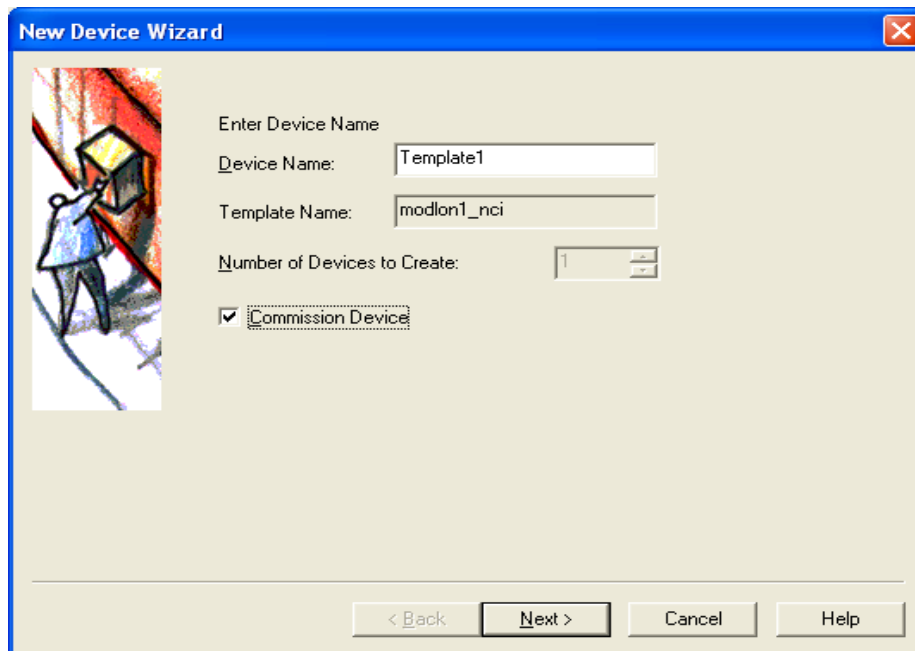 New Device Wizard
Enter Device Name
Device Name: Template1
Template Name: modlon1_nci
Number of Devices to Create: 1
Commission Device
< Back Next > Cancel Help